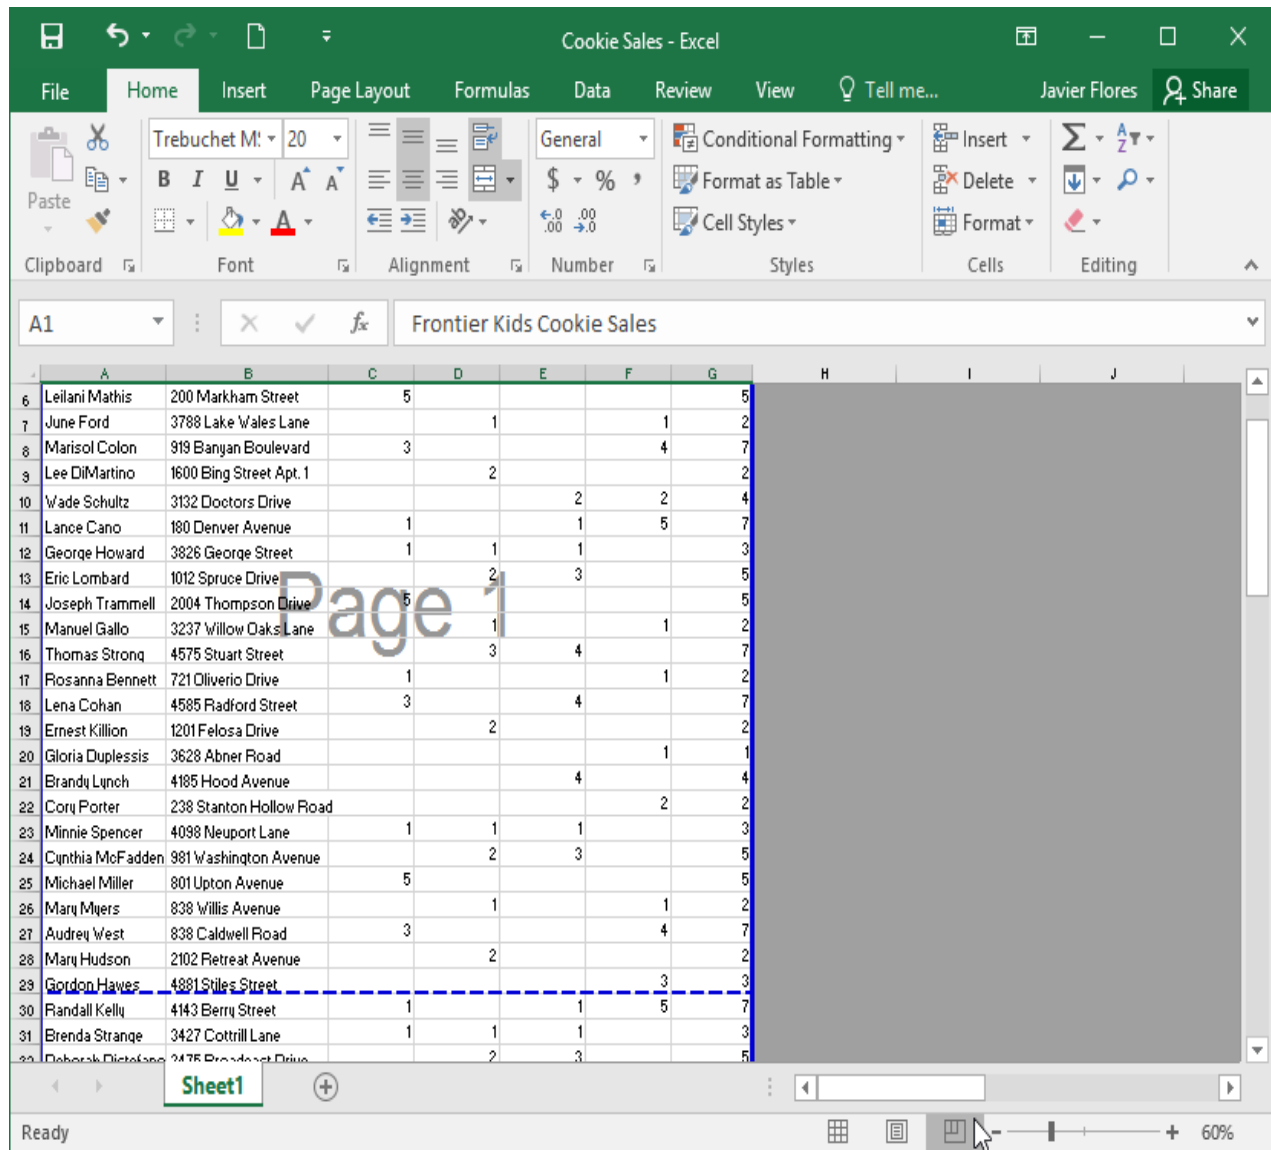 Cookie Sales - Excel
File Home Insert Page Layout Formulas Data Review View Tell me... Javier Flores Share
Trebuchet M! 20 General Conditional Formatting Insert
Paste B I U A A $ % , Format as Table Delete
A .00 .0 Cell Styles Format
Clipboard Font Alignment Number Styles Cells Editing
A1 fx Frontier Kids Cookie Sales
A B C D E F G H I J
6 Leilani Mathis 200 Markham Street 5 5
7 June Ford 3788 Lake Wales Lane 1 1 2
8 Marisol Colon 919 Banyan Boulevard 3 4 7
9 Lee DiMartino 1600 Bing Street Apt. 1 2 2
10 Wade Schultz 3132 Doctors Drive 2 2 4
11 Lance Cano 180 Denver Avenue 1 1 5 7
12 George Howard 3826 George Street 1 1 1 3
13 Eric Lombard 1012 Spruce Drive 2 3 5
14 Joseph Trammell 2004 Thompson Drive 5 5
Page 1
15 Manuel Gallo 3237 Willow Oaks Lane 1 1 2
16 Thomas Strong 4575 Stuart Street 3 4 7
17 Rosanna Bennett 721 Oliverio Drive 1 1 2
18 Lena Cohan 4585 Radford Street 3 4 7
19 Ernest Killion 1201 Felosa Drive 2 2
20 Gloria Duplessis 3628 Abner Road 1 1
21 Brandy Lynch 4185 Hood Avenue 4 4
22 Cory Porter 238 Stanton Hollow Road 2 2
23 Minnie Spencer 4098 Neuport Lane 1 1 1 3
24 Cynthia McFadden 981 Washington Avenue 2 3 5
25 Michael Miller 801 Upton Avenue 5 5
26 Mary Myers 838 Willis Avenue 1 1 2
27 Audrey West 838 Caldwell Road 3 4 7
28 Mary Hudson 2102 Retreat Avenue 2 2
29 Gordon Hawes 4881 Stiles Street 3 3
30 Randall Kelly 4143 Berry Street 1 1 5 7
31 Brenda Strange 3427 Cottrill Lane 1 1 1 3
2 3 5
Sheet1
Ready 60%